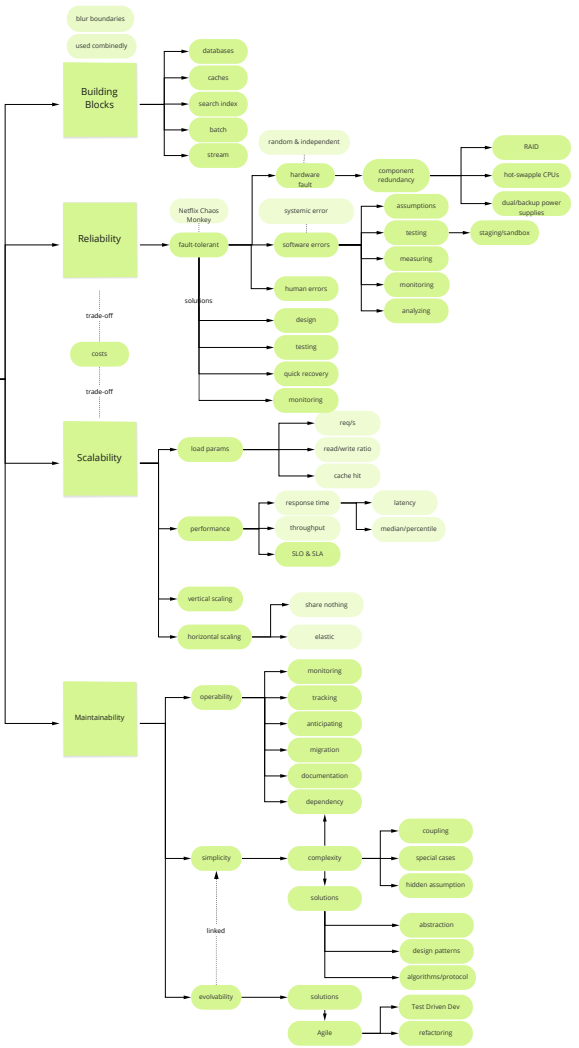 blur boundaries
used combinedly
Building
Blocks
databases
caches
search index
batch
stream
Reliability
Netflix Chaos
Monkey
fault-tolerant
random & independent
hardware
fault
component
redundancy
RAID
hot-swapple CPUs
dual/backup power
supplies
systemic error
software errors
assumptions
testing
staging/sandbox
measuring
monitoring
analyzing
human errors
solutions
design
testing
quick recovery
monitoring
trade-off
costs
trade-off
Scalability
load params
req/s
read/write ratio
cache hit
performance
response time
latency
median/percentile
throughput
SLO & SLA
vertical scaling
horizontal scaling
share nothing
elastic
Maintainability
operability
monitoring
tracking
anticipating
migration
documentation
dependency
simplicity
complexity
coupling
special cases
hidden assumption
solutions
abstraction
design patterns
algorithms/protocol
linked
evolvability
solutions
Agile
Test Driven Dev
refactoring